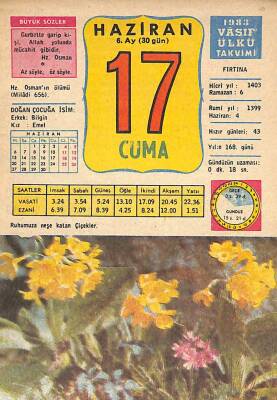 BÜYÜK SÖZLER
Gurbette garip ki-
şi, Allah yolunda
mücahit gibidir.
Hz. Osman
Az söyle, öz söyle.
Hz. Osman'ın ölümü
(Milâdi 656).
DOĞAN ÇOCUĞA İSİM:
Erkek: Bilgin
Kız : Emel
HAZİRAN
HAZİRAN
6. Ay (30 gün)
17
CUMA
1983
VASIF
ÜLKÜ
TAKVİMİ
FIRTINA
Hicri yıl : 1403
Ramazan : 6
Rumi yıl : 1399
Haziran: 4
Hızır günleri: 43
Yıl: 168. günü
Gündüzün uzaması:
0 dk. 18 sn.
SAATLER İmsak Sabah Güneş Öğle İkindi Akşam Yatsı
VASATİ 3.24 3.54 5.24 13.10 17.09 20.45 22.36
EZANİ 6.39 7.09 8.39 4.25 8.24 12.00 1.51
GECE
GÜNDÜZ
Ruhumuza neşe katan Çiçekler.